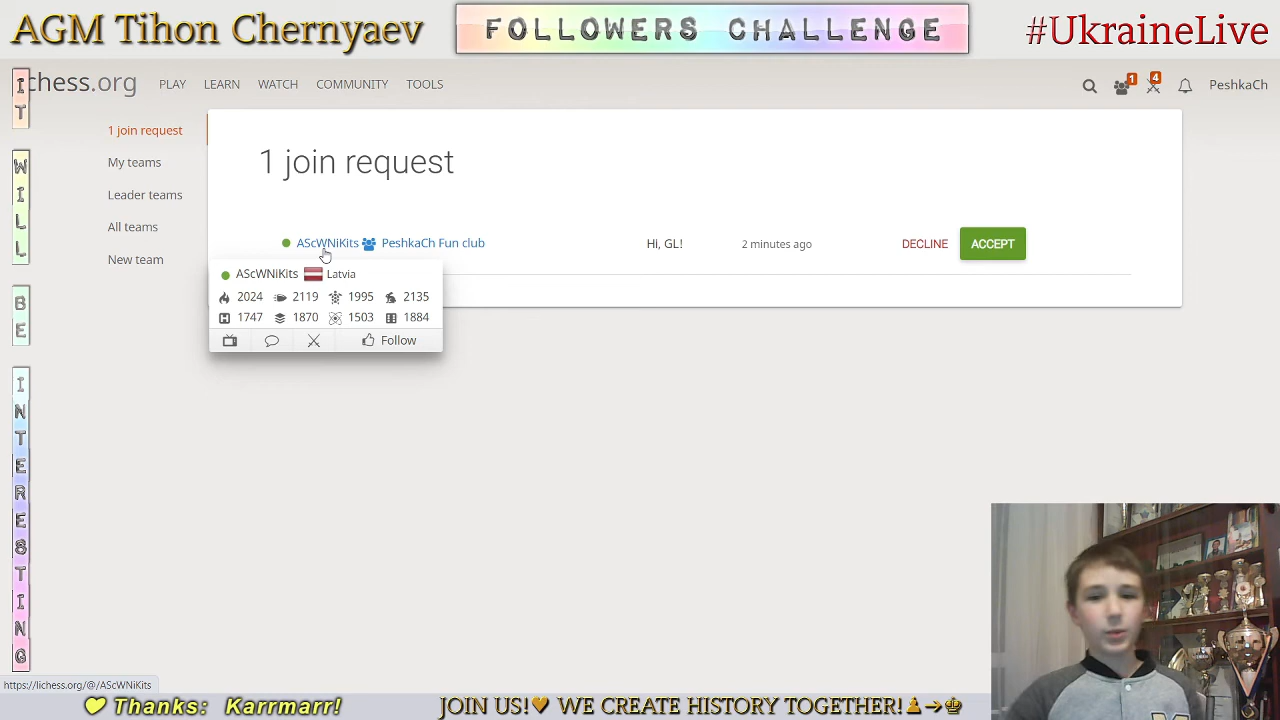 AGM Tihon Chernyaev
FOLLOWERS CHALLENGE
#UkraineLive
chess.org PLAY LEARN WATCH COMMUNITY TOOLS 1 4 PeshkaCh
IT WILL BE INTERESTING
1 join request
My teams
Leader teams
All teams
New team
1 join request
AScWNiKits PeshkaCh Fun club Hi, GL! 2 minutes ago DECLINE ACCEPT
AScWNiKits Latvia
2024 2119 1995 2135
1747 1870 1503 1884
Follow
https://lichess.org/@/AScWNiKits
Thanks: Karrmarr! JOIN US! WE CREATE HISTORY TOGETHER!